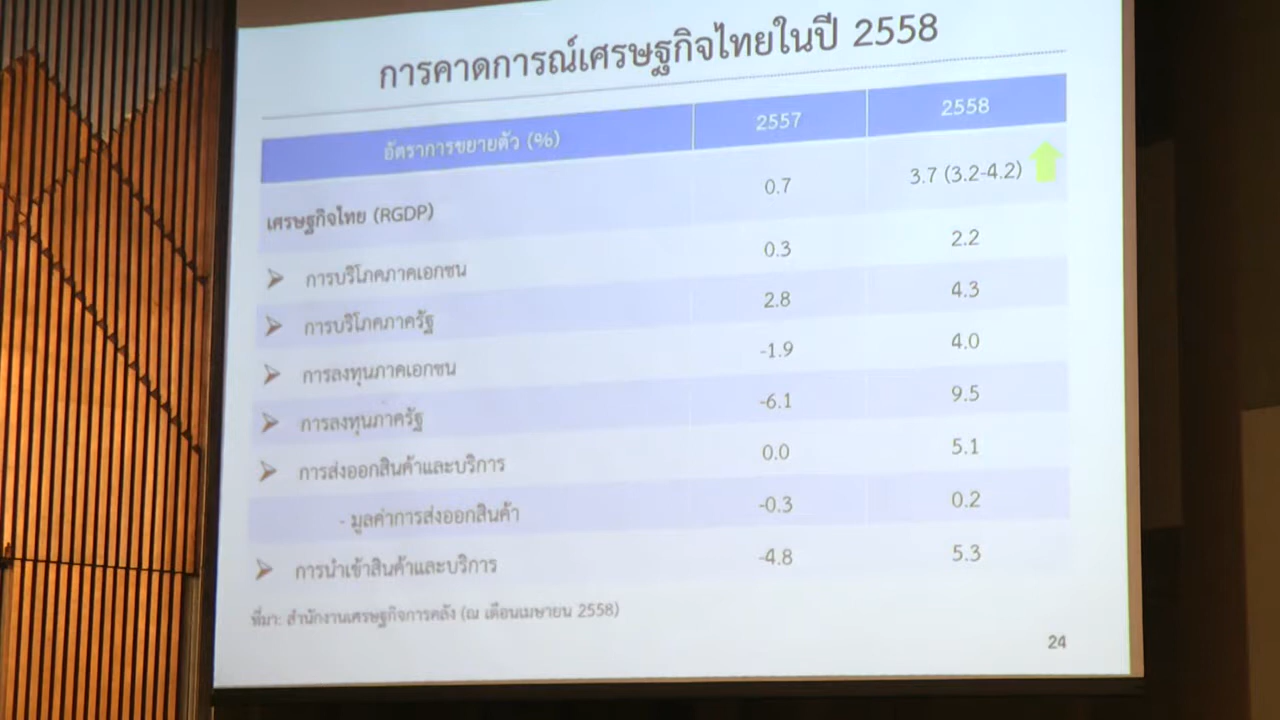 การคาดการณ์เศรษฐกิจไทยในปี 2558
อัตราการขยายตัว (%) 2557 2558
เศรษฐกิจไทย (RGDP) 0.7 3.7 (3.2-4.2)
การบริโภคภาคเอกชน 0.3 2.2
การบริโภคภาครัฐ 2.8 4.3
การลงทุนภาคเอกชน -1.9 4.0
การลงทุนภาครัฐ -6.1 9.5
การส่งออกสินค้าและบริการ 0.0 5.1
- มูลค่าการส่งออกสินค้า -0.3 0.2
การนำเข้าสินค้าและบริการ -4.8 5.3
ที่มา: สำนักงานเศรษฐกิจการคลัง (ณ เดือนเมษายน 2558)
24